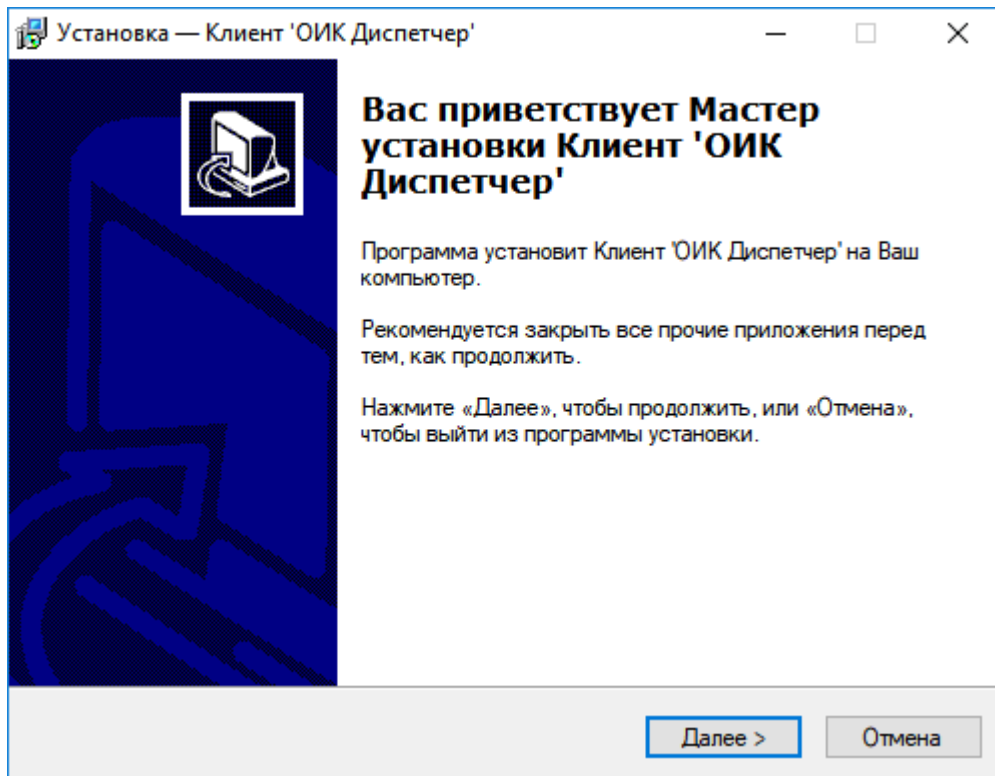 Установка — Клиент 'ОИК Диспетчер'
Вас приветствует Мастер
установки Клиент 'ОИК
Диспетчер'
Программа установит Клиент 'ОИК Диспетчер' на Ваш
компьютер.
Рекомендуется закрыть все прочие приложения перед
тем, как продолжить.
Нажмите «Далее», чтобы продолжить, или «Отмена»,
чтобы выйти из программы установки.
Далее >
Отмена